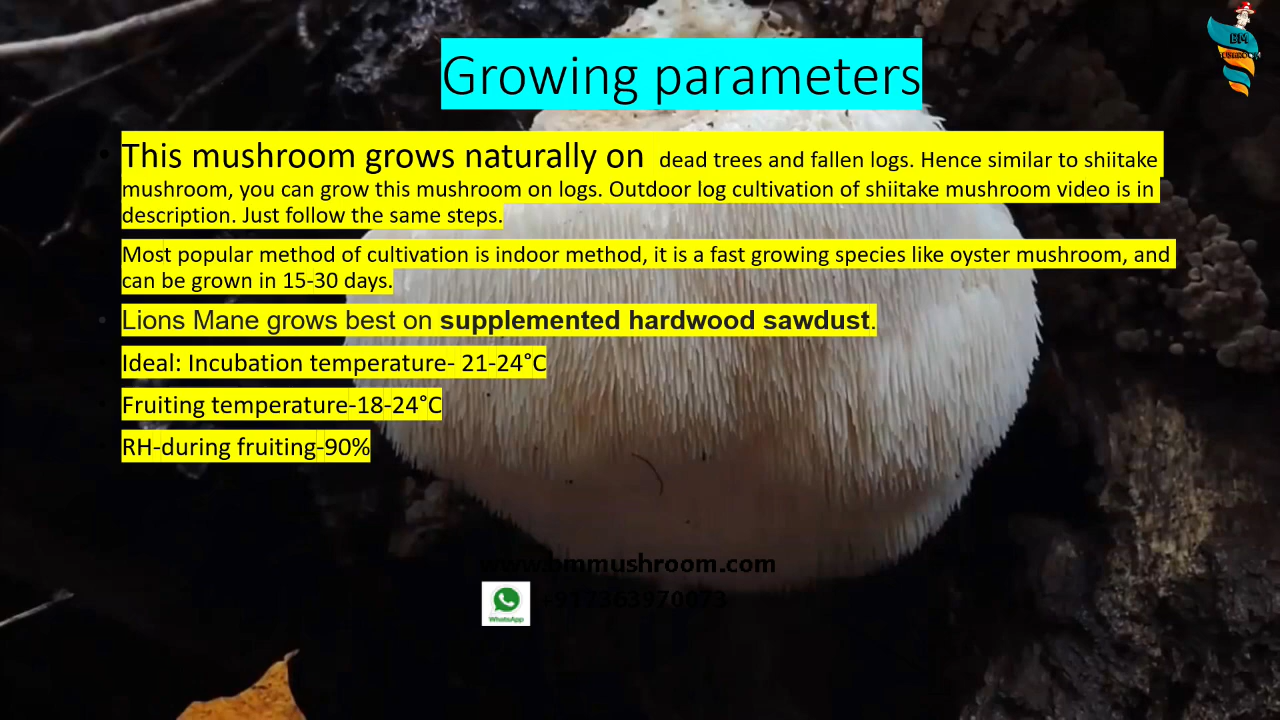 BM
MUSHROOM
Growing parameters
• This mushroom grows naturally on dead trees and fallen logs. Hence similar to shiitake
mushroom, you can grow this mushroom on logs. Outdoor log cultivation of shiitake mushroom video is in
description. Just follow the same steps.
Most popular method of cultivation is indoor method, it is a fast growing species like oyster mushroom, and
can be grown in 15-30 days.
• Lions Mane grows best on supplemented hardwood sawdust.
Ideal: Incubation temperature- 21-24°C
Fruiting temperature-18-24°C
RH-during fruiting-90%
www.bmmushroom.com
WhatsApp +917363970073